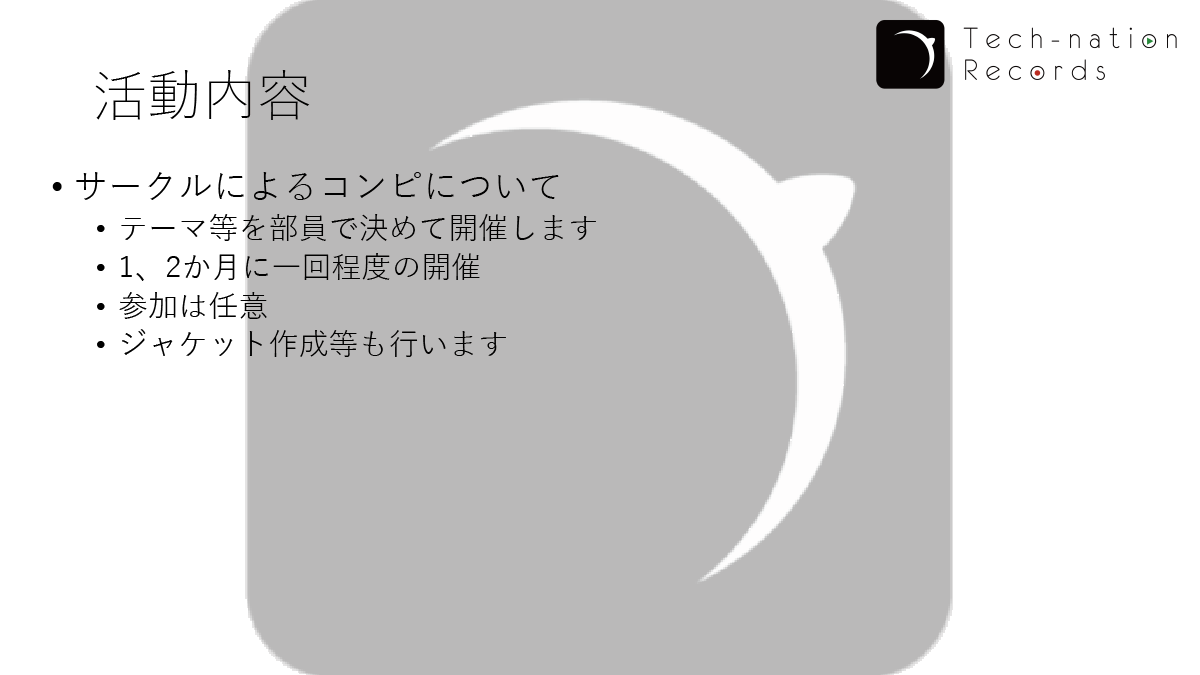 Tech-nation
Records
活動内容
• サークルによるコンピについて
• テーマ等を部員で決めて開催します
• 1、2か月に一回程度の開催
• 参加は任意
• ジャケット作成等も行います